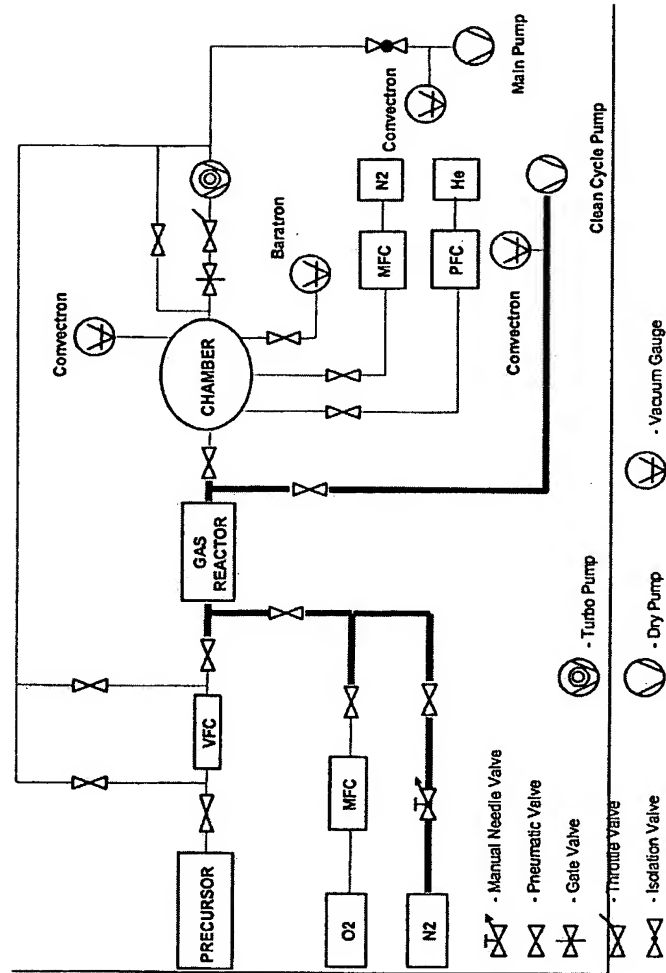 Convectron
Baratron
CHAMBER
GAS
REACTOR
PRECURSOR
VFC
MFC
O2
N2
MFC
N2
PFC
He
Convectron
Main Pump
Convectron
Clean Cycle Pump
- Manual Needle Valve
- Pneumatic Valve
- Gate Valve
- Throttle Valve
- Isolation Valve
- Turbo Pump
- Dry Pump
- Vacuum Gauge